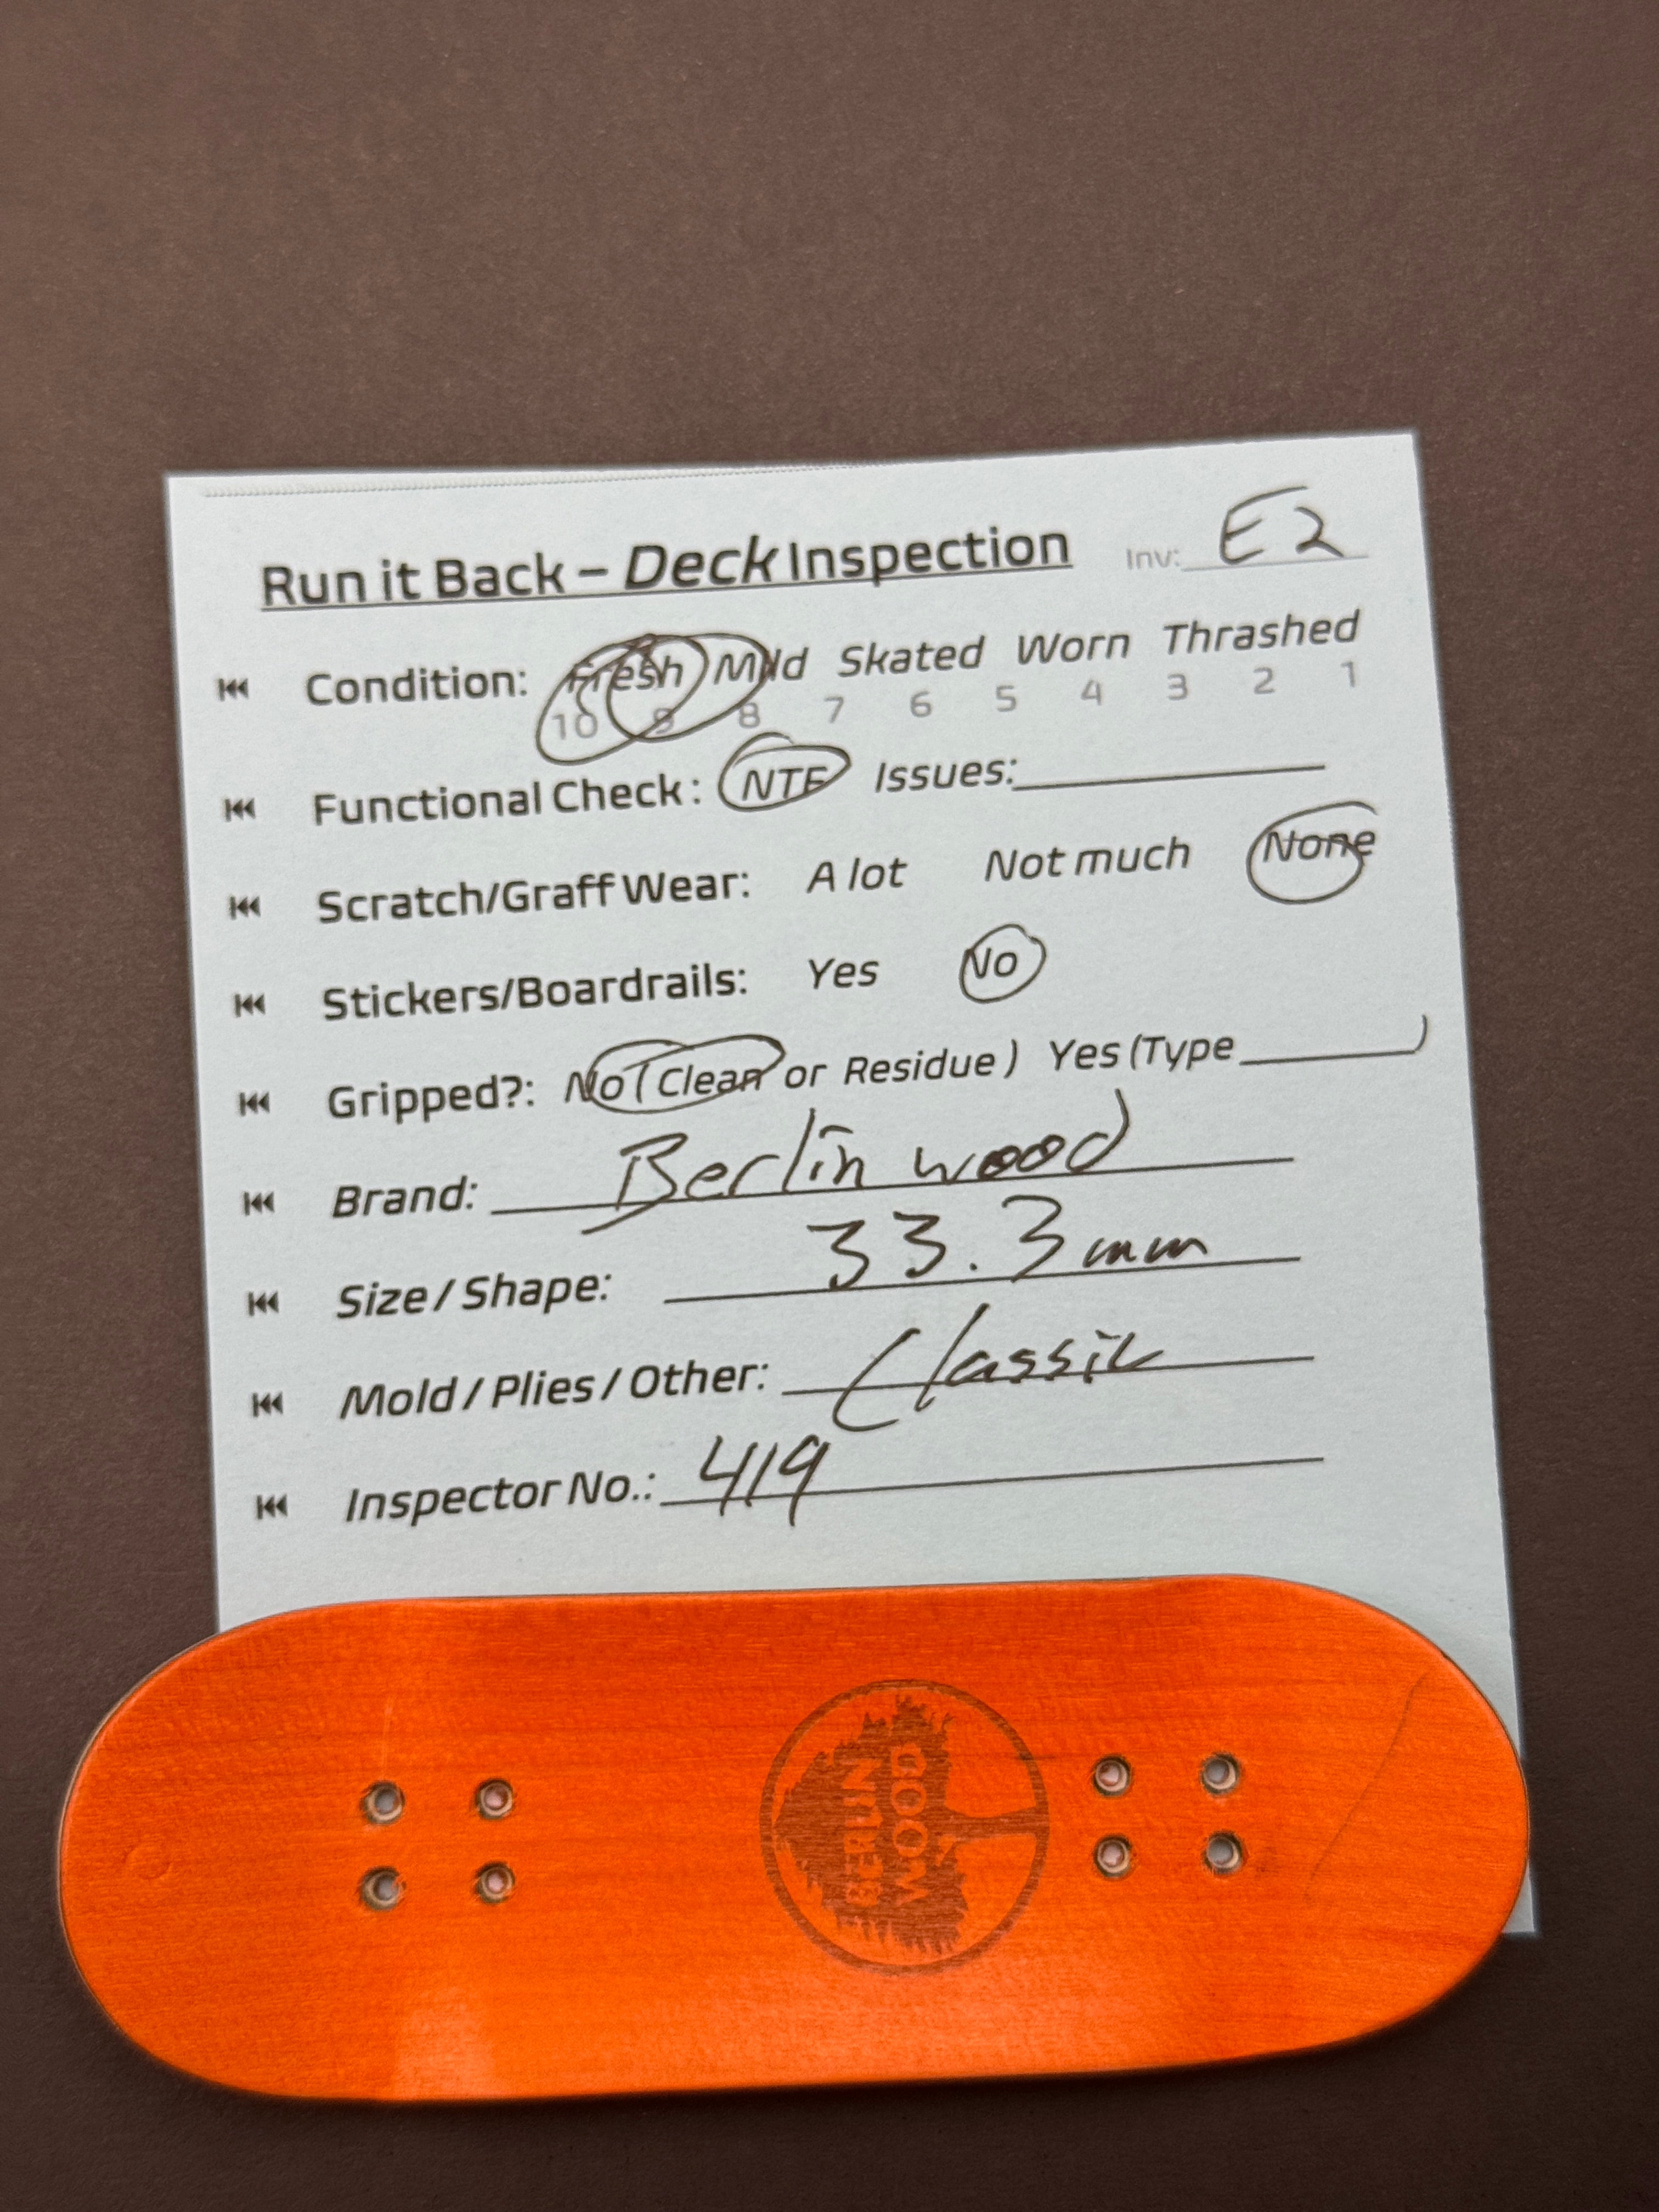 Run it Back – Deck Inspection Inv: E2
Condition: Fresh Mild Skated Worn Thrashed
10 9 8 7 6 5 4 3 2 1
Functional Check: NTF Issues:
Scratch/Graff Wear: A lot Not much None
Stickers/Boardrails: Yes No
Gripped?: No (Clean or Residue) Yes (Type )
Brand: Berlin wood
Size / Shape: 33.3mm
Mold / Plies / Other: Classic
Inspector No.: 419
BERLIN
WOOD